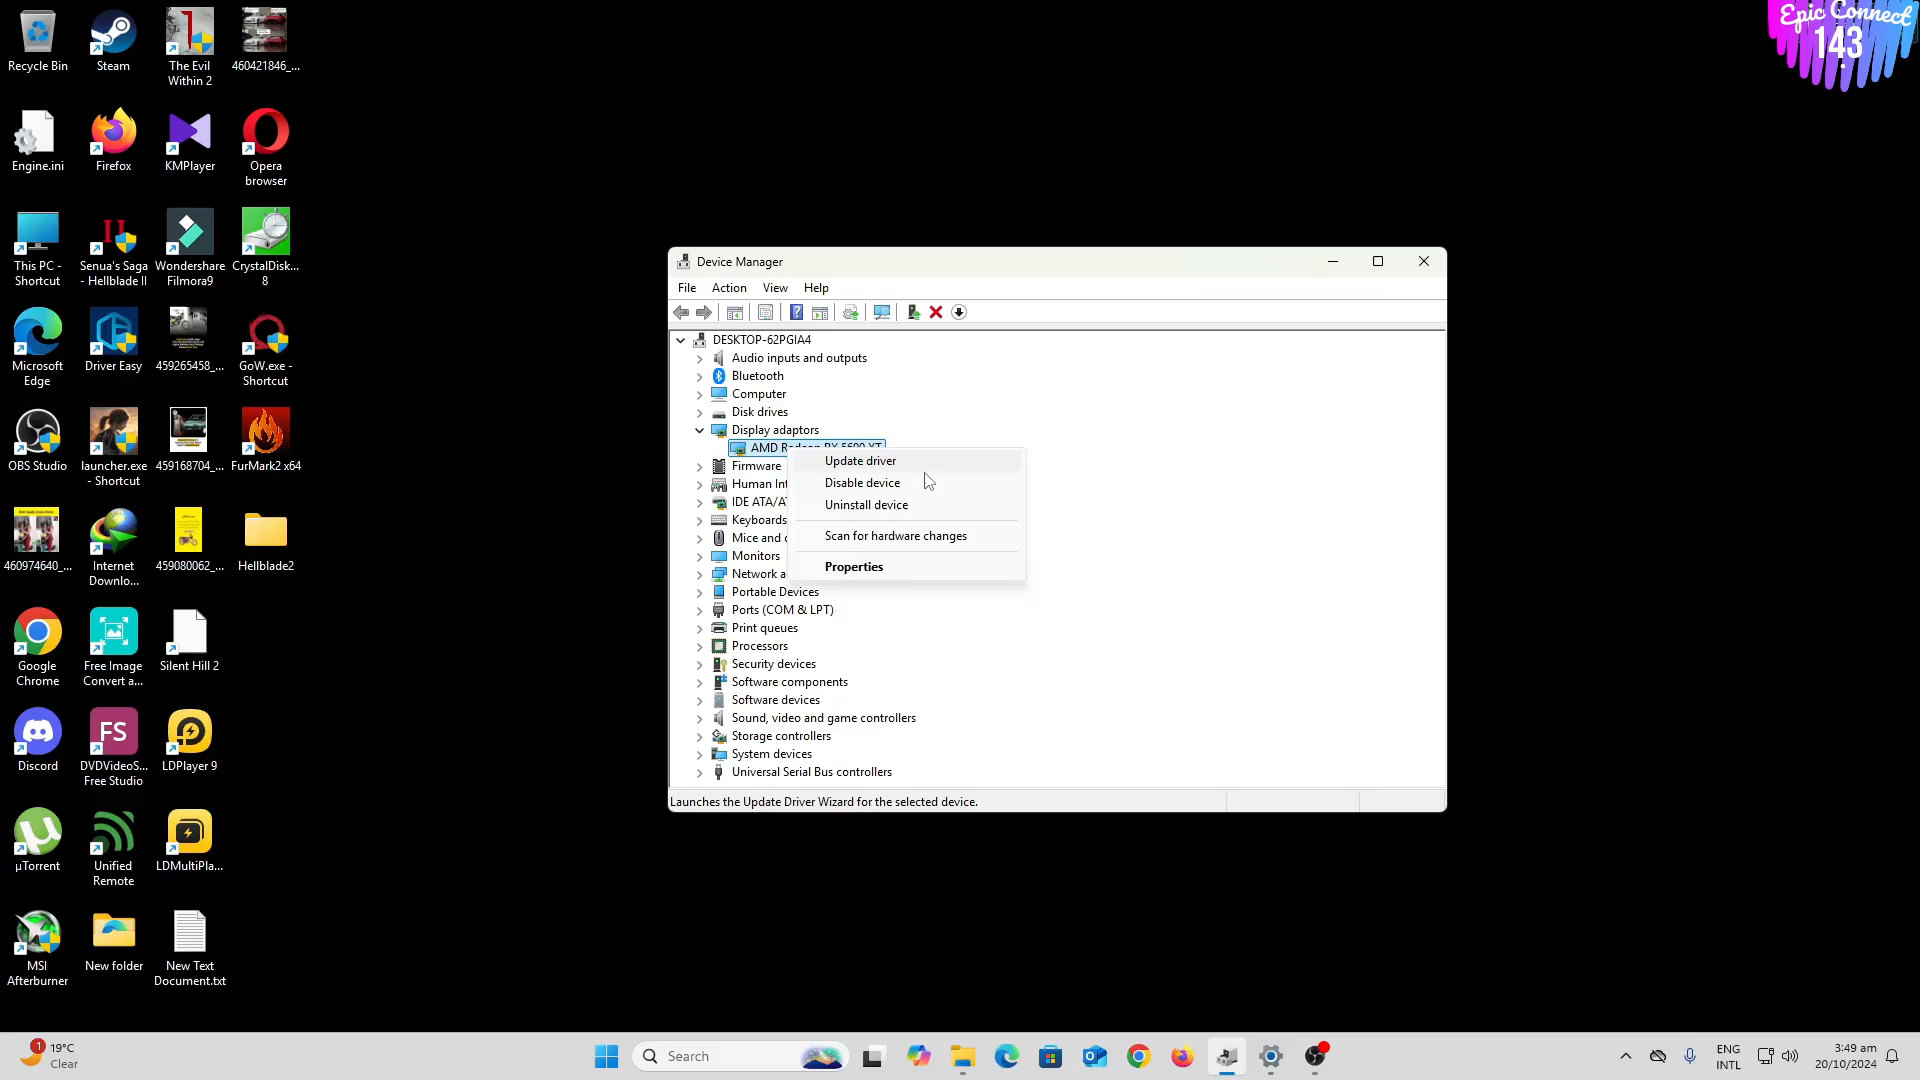 Recycle Bin
Steam
The Evil
Within 2
460421846_...
Engine.ini
Firefox
KMPlayer
Opera
browser
This PC -
Shortcut
Senua's Saga
- Hellblade II
Wondershare
Filmora9
CrystalDisk...
8
Microsoft
Edge
Driver Easy
459265458_...
GoW.exe -
Shortcut
OBS Studio
launcher.exe
- Shortcut
459168704_...
FurMark2 x64
460974640_...
Internet
Downlo...
459080062_...
Hellblade2
Google
Chrome
Free Image
Convert a...
Silent Hill 2
Discord
FS
DVDVideoS...
Free Studio
LDPlayer 9
µTorrent
Unified
Remote
LDMultiPla...
MSI
Afterburner
New folder
New Text
Document.txt
Epic Connect
143
Device Manager
File Action View Help
DESKTOP-62PGIA4
Audio inputs and outputs
Bluetooth
Computer
Disk drives
Display adaptors
AMD Radeon RX 5600 XT
Firmware
Human Int
IDE ATA/AT
Keyboards
Mice and o
Monitors
Network a
Portable Devices
Ports (COM & LPT)
Print queues
Processors
Security devices
Software components
Software devices
Sound, video and game controllers
Storage controllers
System devices
Universal Serial Bus controllers
Update driver
Disable device
Uninstall device
Scan for hardware changes
Properties
Launches the Update Driver Wizard for the selected device.
1
19°C
Clear
Search
ENG
INTL
3:49 am
20/10/2024